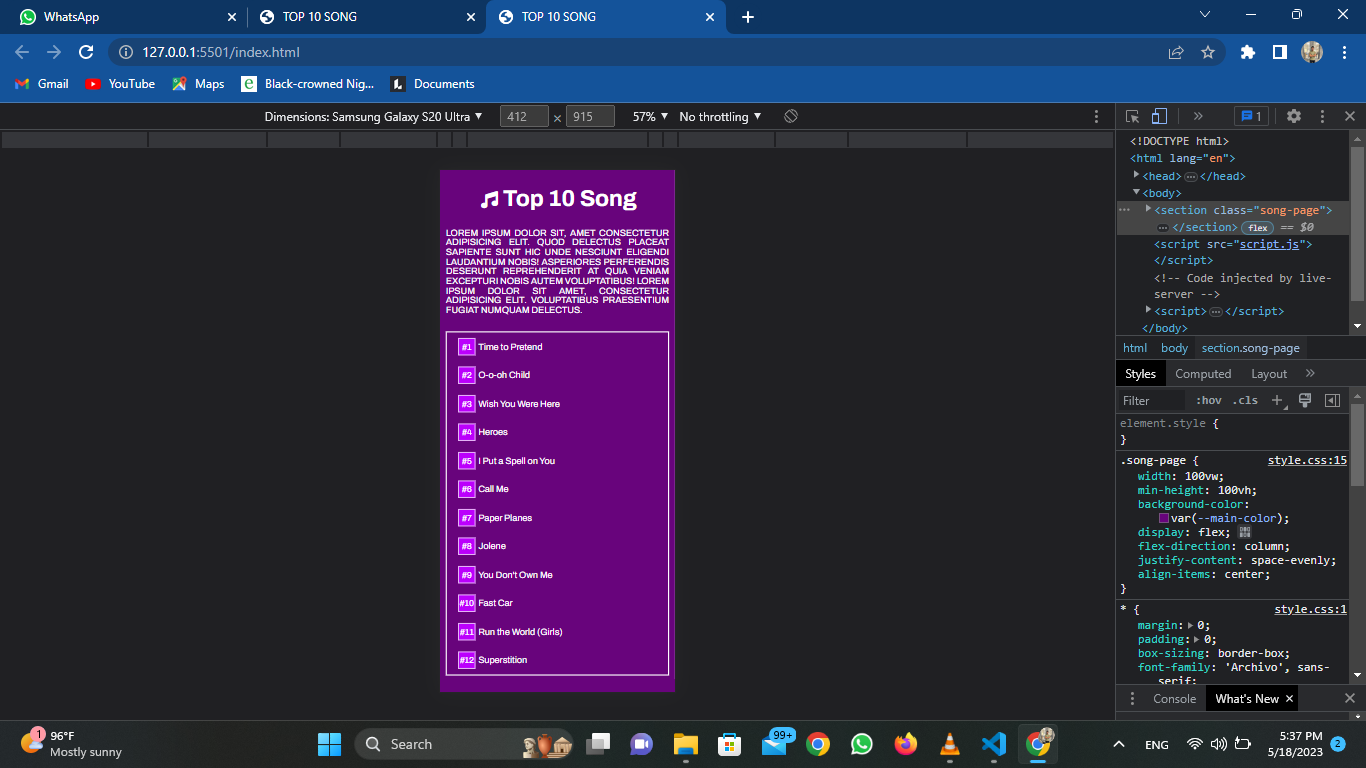 WhatsApp
TOP 10 SONG
TOP 10 SONG
127.0.0.1:5501/index.html
Gmail
YouTube
Maps
Black-crowned Nig...
Documents
Dimensions: Samsung Galaxy S20 Ultra
412
×
915
57%
No throttling
1
Top 10 Song
LOREM IPSUM DOLOR SIT, AMET CONSECTETUR
ADIPISICING ELIT. QUOD DELECTUS PLACEAT
SAPIENTE SUNT HIC UNDE NESCIUNT ELIGENDI
LAUDANTIUM NOBIS! ASPERIORES PERFERENDIS
DESERUNT REPREHENDERIT AT QUIA VENIAM
EXCEPTURI NOBIS AUTEM VOLUPTATIBUS! LOREM
IPSUM DOLOR SIT AMET, CONSECTETUR
ADIPISICING ELIT. VOLUPTATIBUS PRAESENTIUM
FUGIAT NUMQUAM DELECTUS.
#1 Time to Pretend
#2 O-o-oh Child
#3 Wish You Were Here
#4 Heroes
#5 I Put a Spell on You
#6 Call Me
#7 Paper Planes
#8 Jolene
#9 You Don't Own Me
#10 Fast Car
#11 Run the World (Girls)
#12 Superstition
<!DOCTYPE html>
<html lang="en">
<head> ⋯ </head>
<body>
<section class="song-page">
⋯ </section> flex == $0
<script src="script.js">
</script>
<!-- Code injected by live-
server -->
<script> ⋯ </script>
</body>
html
body
section.song-page
Styles
Computed
Layout
Filter
:hov
.cls
element.style {
}
.song-page {
style.css:15
width: 100vw;
min-height: 100vh;
background-color:
var(--main-color);
display: flex;
flex-direction: column;
justify-content: space-evenly;
align-items: center;
}
* {
style.css:1
margin: 0;
padding: 0;
box-sizing: border-box;
font-family: 'Archivo', sans-
serif;
Console
What's New
1
96°F
Mostly sunny
Search
99+
ENG
5:37 PM
5/18/2023
2